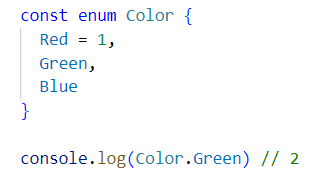 const enum Color {
  Red = 1,
  Green,
  Blue
}

console.log(Color.Green) // 2